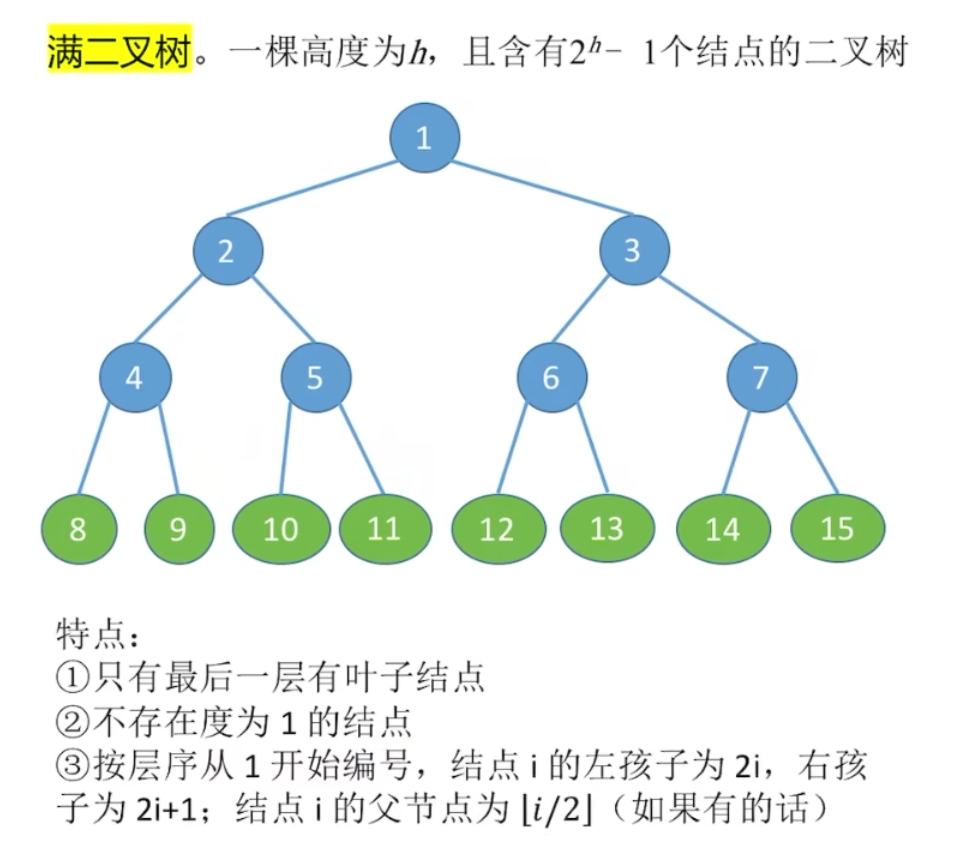 满二叉树。一棵高度为h，且含有2ʰ− 1个结点的二叉树
1
2 3
4 5 6 7
8 9 10 11 12 13 14 15
特点：
①只有最后一层有叶子结点
②不存在度为 1 的结点
③按层序从 1 开始编号，结点 i 的左孩子为 2i，右孩
子为 2i+1；结点 i 的父节点为 ⌊i/2⌋（如果有的话）